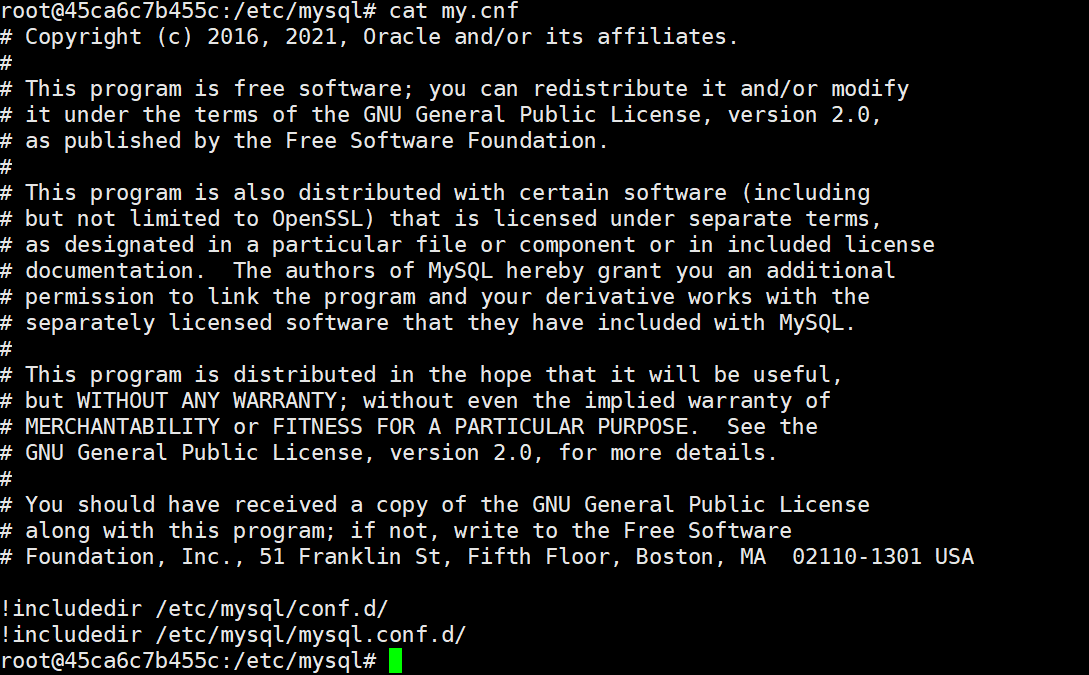 root@45ca6c7b455c:/etc/mysql# cat my.cnf
# Copyright (c) 2016, 2021, Oracle and/or its affiliates.
#
# This program is free software; you can redistribute it and/or modify
# it under the terms of the GNU General Public License, version 2.0,
# as published by the Free Software Foundation.
#
# This program is also distributed with certain software (including
# but not limited to OpenSSL) that is licensed under separate terms,
# as designated in a particular file or component or in included license
# documentation.  The authors of MySQL hereby grant you an additional
# permission to link the program and your derivative works with the
# separately licensed software that they have included with MySQL.
#
# This program is distributed in the hope that it will be useful,
# but WITHOUT ANY WARRANTY; without even the implied warranty of
# MERCHANTABILITY or FITNESS FOR A PARTICULAR PURPOSE.  See the
# GNU General Public License, version 2.0, for more details.
#
# You should have received a copy of the GNU General Public License
# along with this program; if not, write to the Free Software
# Foundation, Inc., 51 Franklin St, Fifth Floor, Boston, MA  02110-1301 USA

!includedir /etc/mysql/conf.d/
!includedir /etc/mysql/mysql.conf.d/
root@45ca6c7b455c:/etc/mysql#